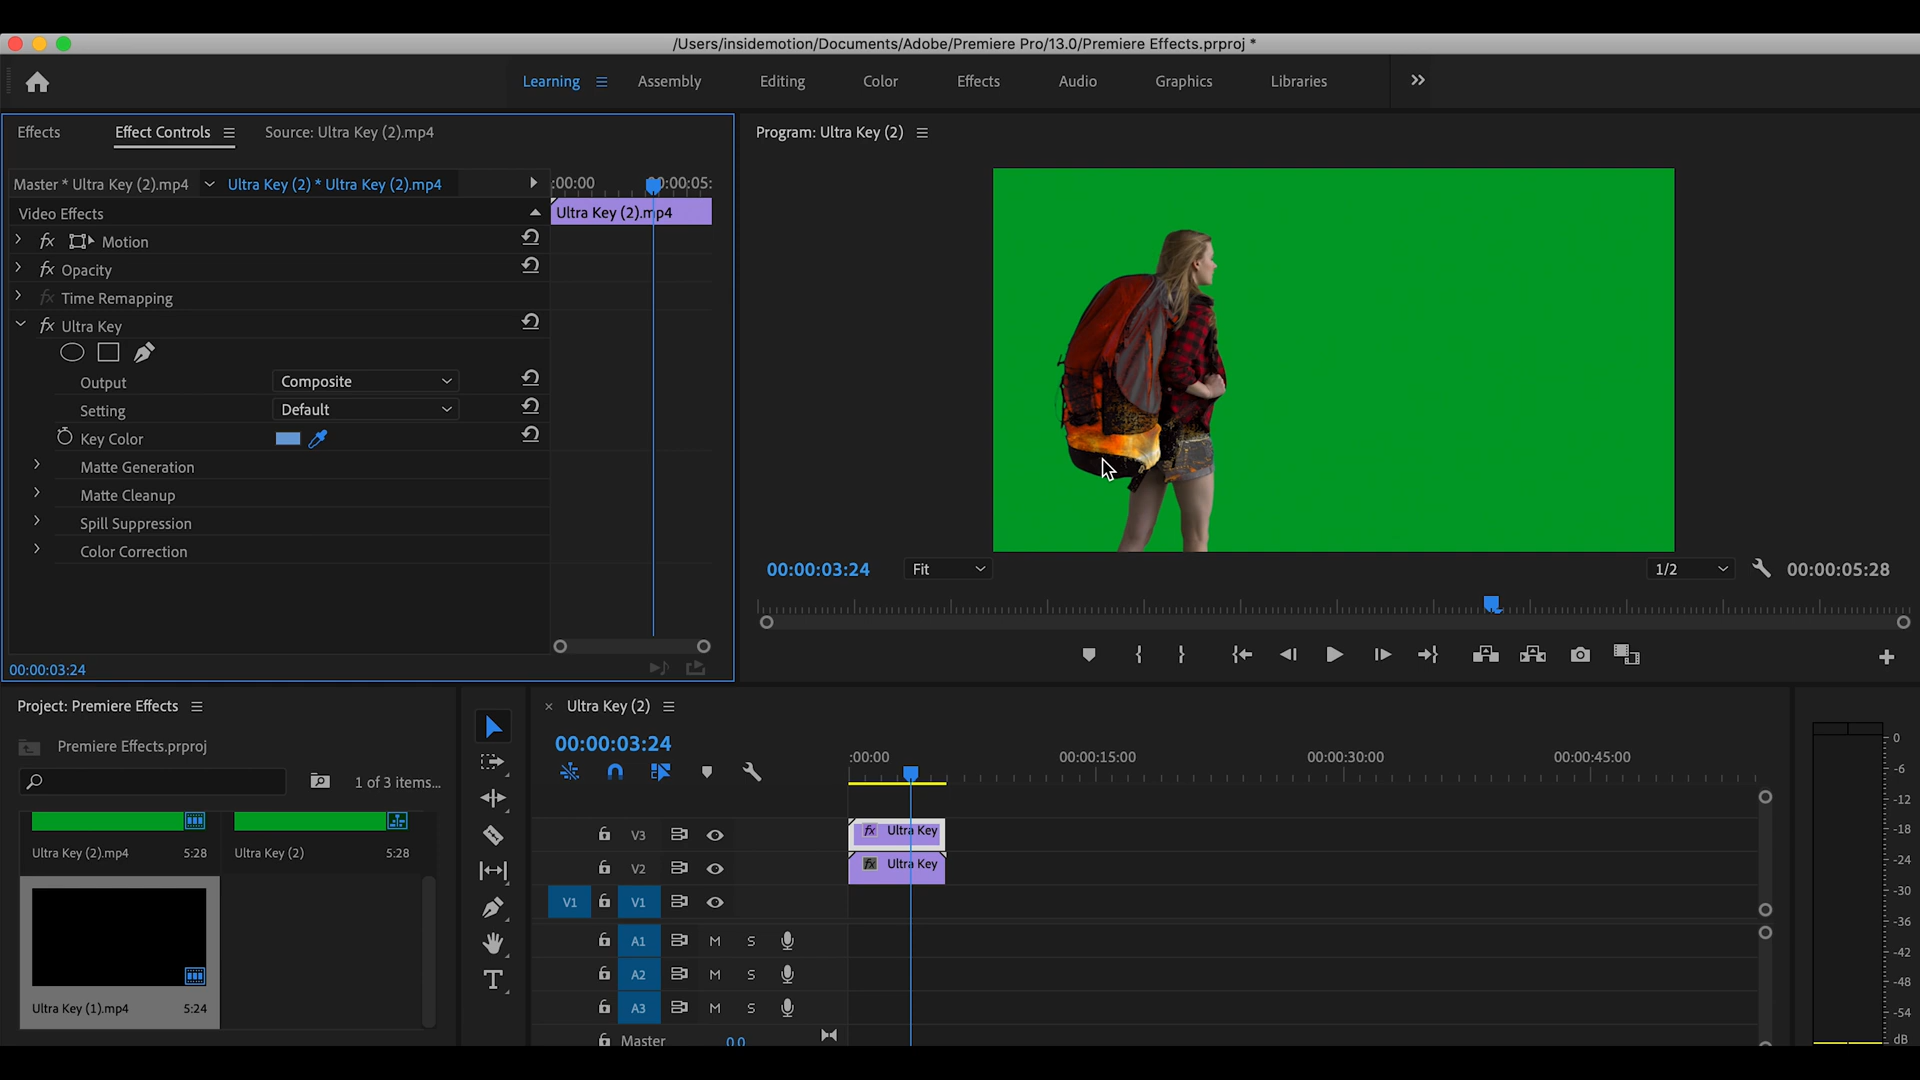 /Users/insidemotion/Documents/Adobe/Premiere Pro/13.0/Premiere Effects.prproj *
Learning Assembly Editing Color Effects Audio Graphics Libraries
Effects Effect Controls Source: Ultra Key (2).mp4
Master * Ultra Key (2).mp4 Ultra Key (2) * Ultra Key (2).mp4 :00:00 00:00:05:
Video Effects Ultra Key (2).mp4
fx Motion
fx Opacity
fx Time Remapping
fx Ultra Key
Output Composite
Setting Default
Key Color
Matte Generation
Matte Cleanup
Spill Suppression
Color Correction
00:00:03:24
Program: Ultra Key (2)
00:00:03:24 Fit 1/2 00:00:05:28
Project: Premiere Effects
Premiere Effects.prproj
1 of 3 items...
Ultra Key (2).mp4 5:28 Ultra Key (2) 5:28
Ultra Key (1).mp4 5:24
T
× Ultra Key (2)
00:00:03:24
:00:00 00:00:15:00 00:00:30:00 00:00:45:00
V3 fx Ultra Key
V2 fx Ultra Key
V1 V1
A1 M S
A2 M S
A3 M S
Master 0.0
0
-6
-12
-18
-24
-30
-36
-42
-48
-54
dB